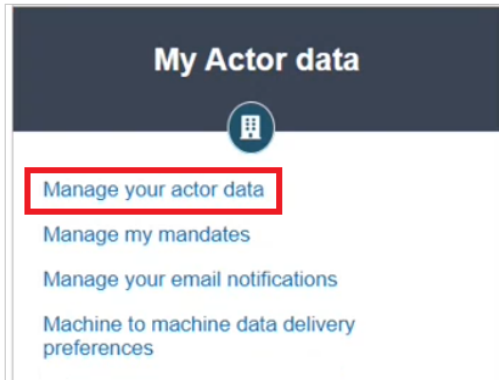 My Actor data
Manage your actor data
Manage my mandates
Manage your email notifications
Machine to machine data delivery
preferences